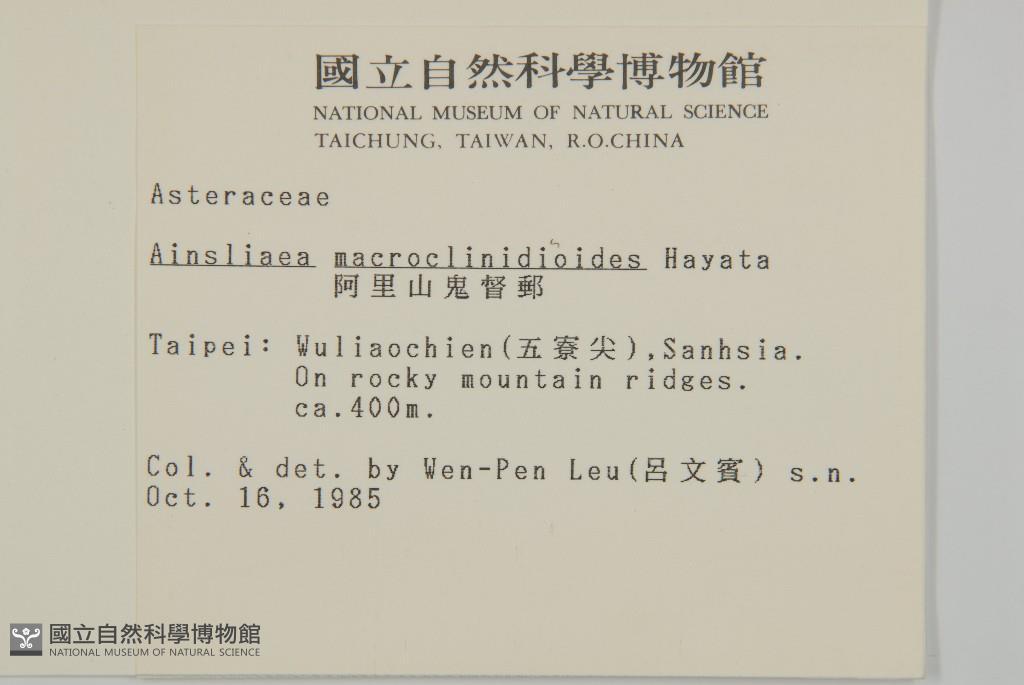 國立自然科學博物館
NATIONAL MUSEUM OF NATURAL SCIENCE
TAICHUNG, TAIWAN, R.O.CHINA
Asteraceae
Ainsliaea macroclinidioides Hayata
阿里山鬼督郵
Taipei: Wuliaochien(五寮尖),Sanhsia.
On rocky mountain ridges.
ca.400m.
Col. & det. by Wen-Pen Leu(呂文賓) s.n.
Oct. 16, 1985
國立自然科學博物館
NATIONAL MUSEUM OF NATURAL SCIENCE